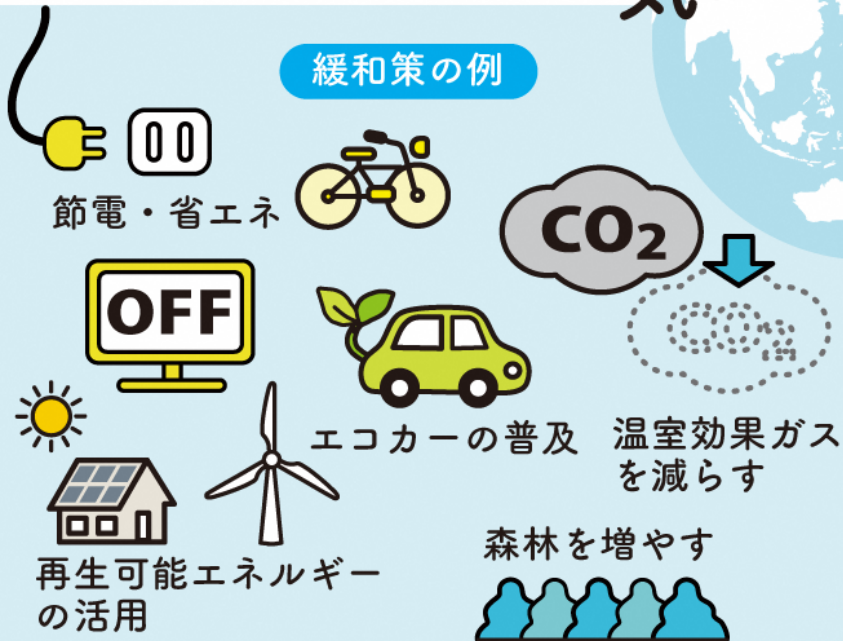 緩和策の例
節電・省エネ
CO2
OFF
CO2
エコカーの普及
温室効果ガス
を減らす
再生可能エネルギー
の活用
森林を増やす